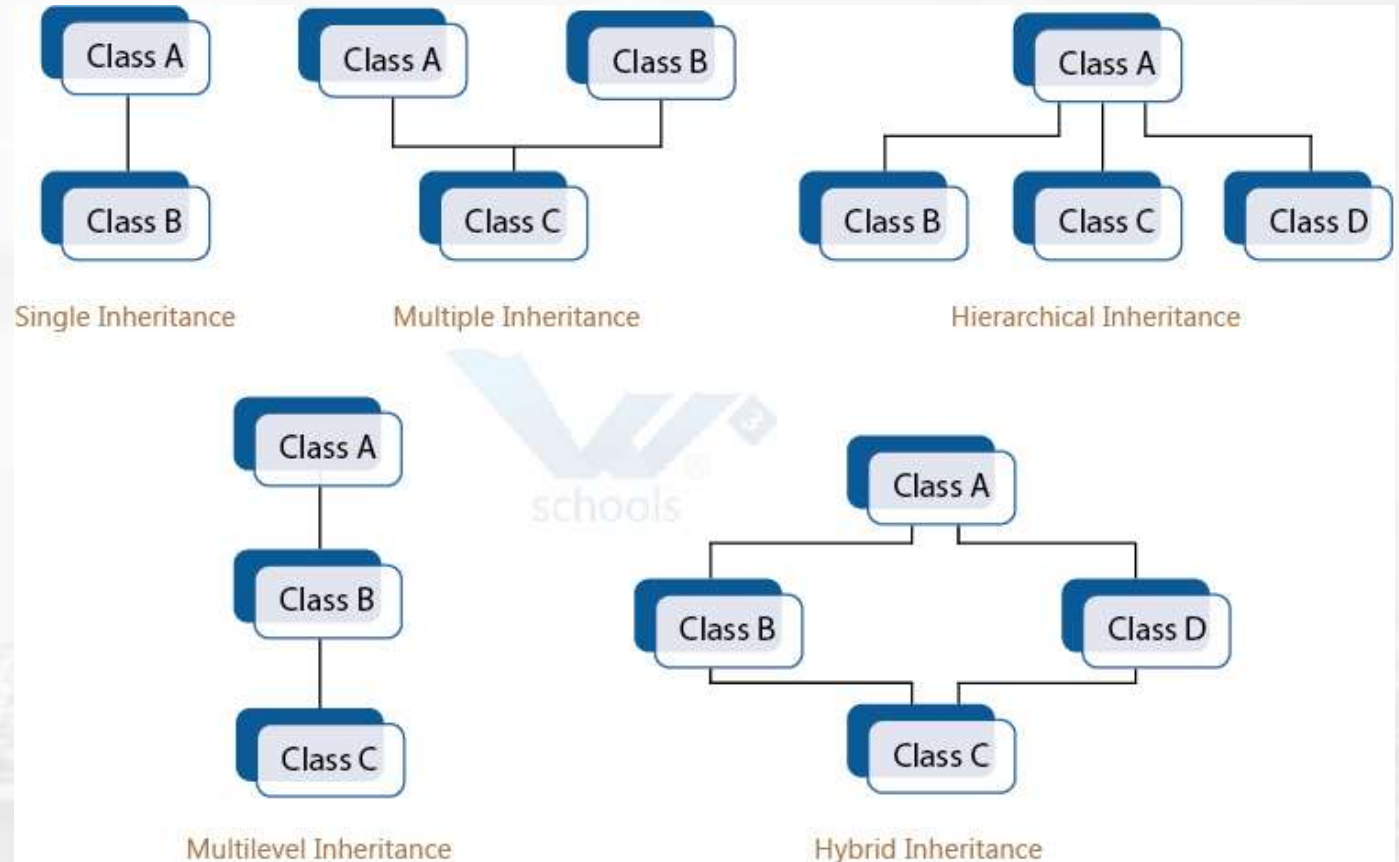 Class A
Class B
Single Inheritance
Class A
Class B
Class C
Multiple Inheritance
Class A
Class B
Class C
Class D
Hierarchical Inheritance
W3
schools
®
Class A
Class B
Class C
Multilevel Inheritance
Class A
Class B
Class D
Class C
Hybrid Inheritance